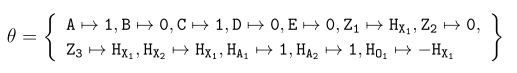 θ = { A ↦ 1, B ↦ 0, C ↦ 1, D ↦ 0, E ↦ 0, Z₁ ↦ H_{X₁}, Z₂ ↦ 0,
Z₃ ↦ H_{X₁}, H_{X₂} ↦ H_{X₁}, H_{A₁} ↦ 1, H_{A₂} ↦ 1, H_{O₁} ↦ −H_{X₁} }